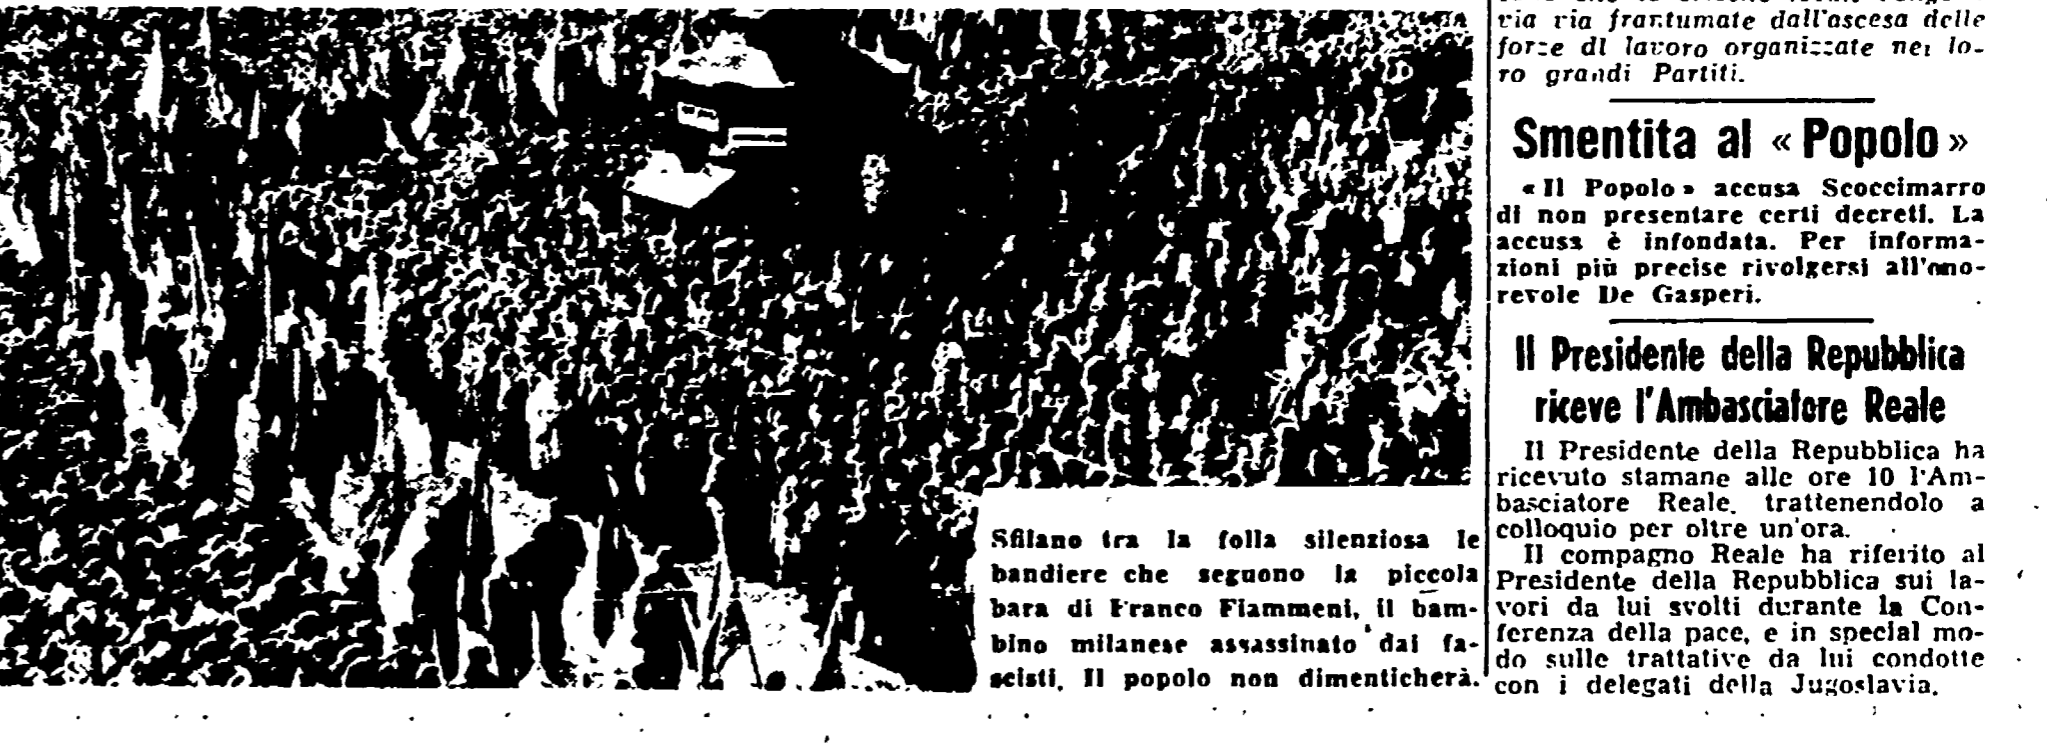 Sfilano tra la folla silenziosa le
bandiere che seguono la piccola
bara di Franco Fiammeni, il bam-
bino milanese assassinato dai fa-
scisti. Il popolo non dimenticherà.
via via frantumate dall'ascesa delle
forze di lavoro organizzate nei lo-
ro grandi Partiti.
Smentita al « Popolo »
« Il Popolo » accusa Scoccimarro
di non presentare certi decreti. La
accusa è infondata. Per informa-
zioni più precise rivolgersi all'ono-
revole De Gasperi.
Il Presidente della Repubblica
riceve l'Ambasciatore Reale
Il Presidente della Repubblica ha
ricevuto stamane alle ore 10 l'Am-
basciatore Reale, trattenendolo a
colloquio per oltre un'ora.
Il compagno Reale ha riferito al
Presidente della Repubblica sui la-
vori da lui svolti durante la Con-
ferenza della pace, e in special mo-
do sulle trattative da lui condotte
con i delegati della Jugoslavia.